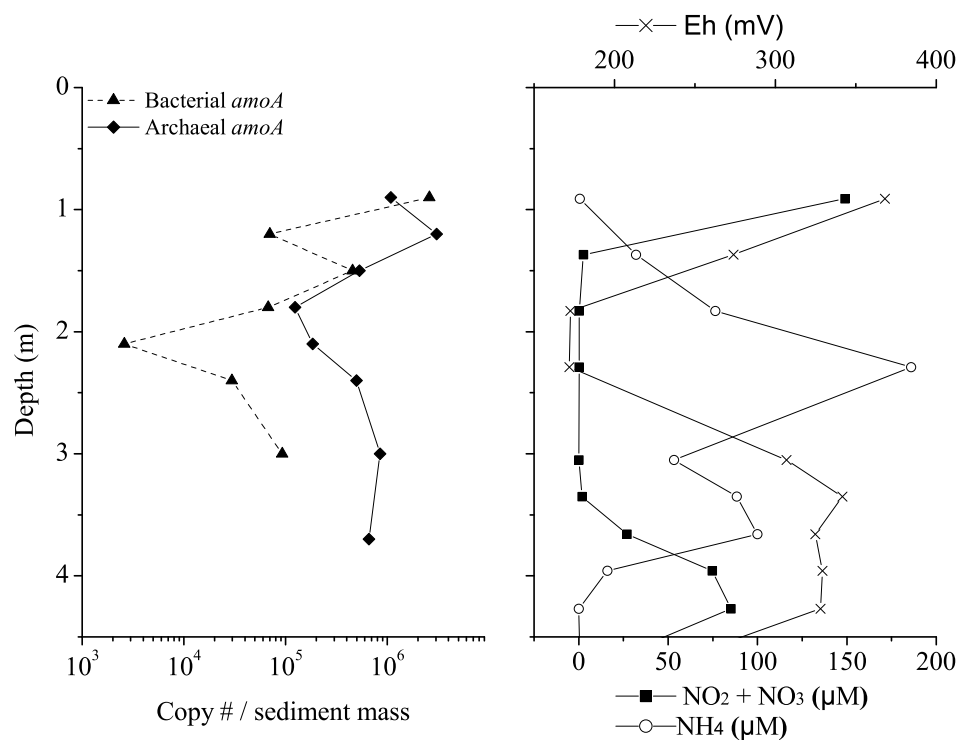 Eh (mV)
200 300 400
0
1
2
3
4
Depth (m)
Bacterial amoA
Archaeal amoA
10³ 10⁴ 10⁵ 10⁶
Copy # / sediment mass
0 50 100 150 200
NO₂ + NO₃ (µM)
NH₄ (µM)